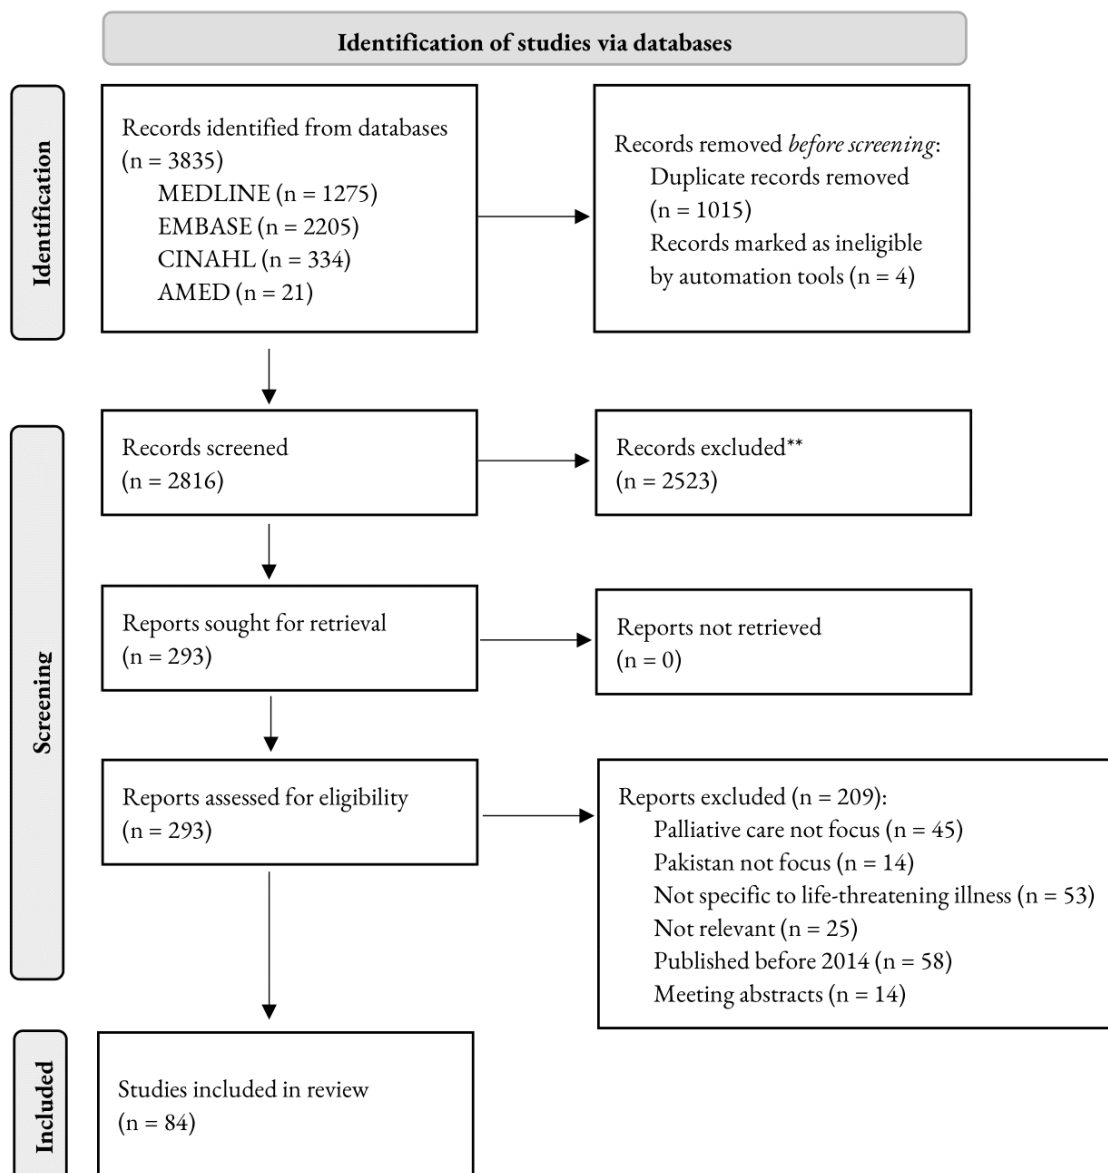 Identification of studies via databases
Identification
Records identified from databases
(n = 3835)
MEDLINE (n = 1275)
EMBASE (n = 2205)
CINAHL (n = 334)
AMED (n = 21)
Records removed before screening:
Duplicate records removed
(n = 1015)
Records marked as ineligible
by automation tools (n = 4)
Screening
Records screened
(n = 2816)
Records excluded**
(n = 2523)
Reports sought for retrieval
(n = 293)
Reports not retrieved
(n = 0)
Reports assessed for eligibility
(n = 293)
Reports excluded (n = 209):
Palliative care not focus (n = 45)
Pakistan not focus (n = 14)
Not specific to life-threatening illness (n = 53)
Not relevant (n = 25)
Published before 2014 (n = 58)
Meeting abstracts (n = 14)
Included
Studies included in review
(n = 84)